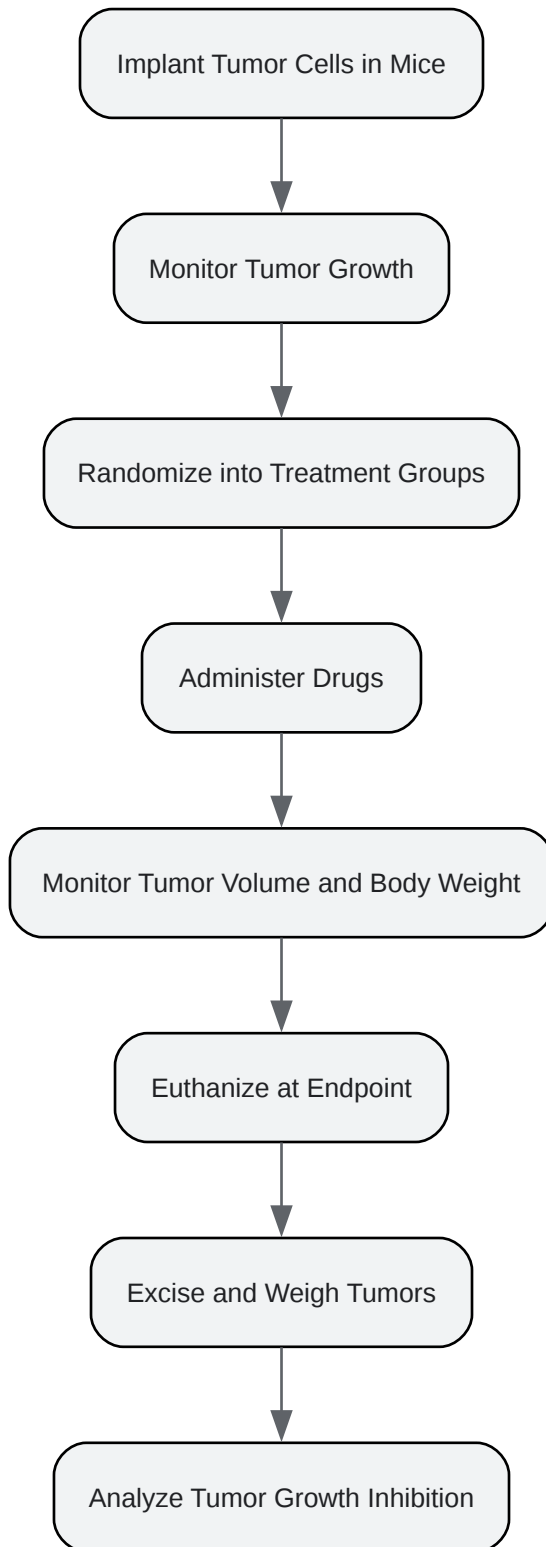 Implant Tumor Cells in Mice
Monitor Tumor Growth
Randomize into Treatment Groups
Administer Drugs
Monitor Tumor Volume and Body Weight
Euthanize at Endpoint
Excise and Weigh Tumors
Analyze Tumor Growth Inhibition